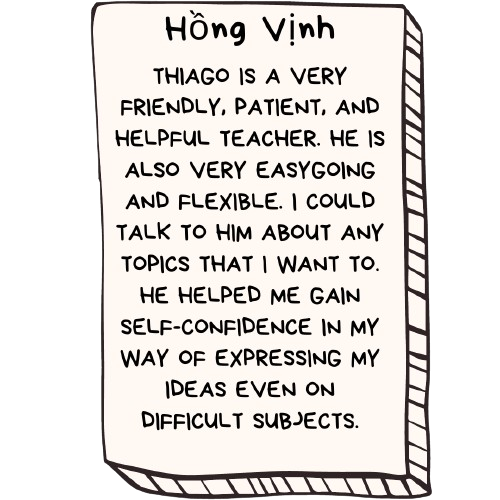 Hồng Vịnh
THIAGO IS A VERY
FRIENDLY, PATIENT, AND
HELPFUL TEACHER. HE IS
ALSO VERY EASYGOING
AND FLEXIBLE. I COULD
TALK TO HIM ABOUT ANY
TOPICS THAT I WANT TO.
HE HELPED ME GAIN
SELF-CONFIDENCE IN MY
WAY OF EXPRESSING MY
IDEAS EVEN ON
DIFFICULT SUBJECTS.